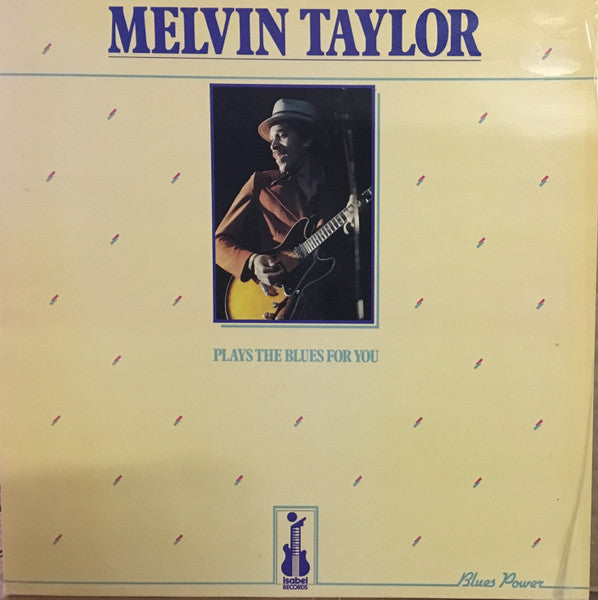 MELVIN TAYLOR
PLAYS THE BLUES FOR YOU
isabel
RECORDS
Blues Power